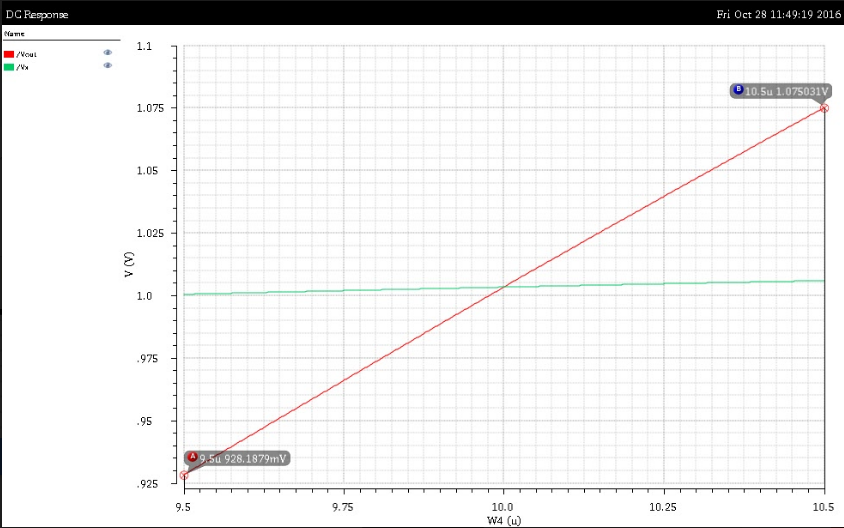 DC Response
Fri Oct 28 11:49:19 2016
Name
/Vout
/Vx
1.1
1.075
1.05
1.025
1.0
.975
.95
.925
V (V)
B 10.5u 1.075031V
A 9.5u 928.1879mV
9.5
9.75
10.0
10.25
10.5
W4 (u)